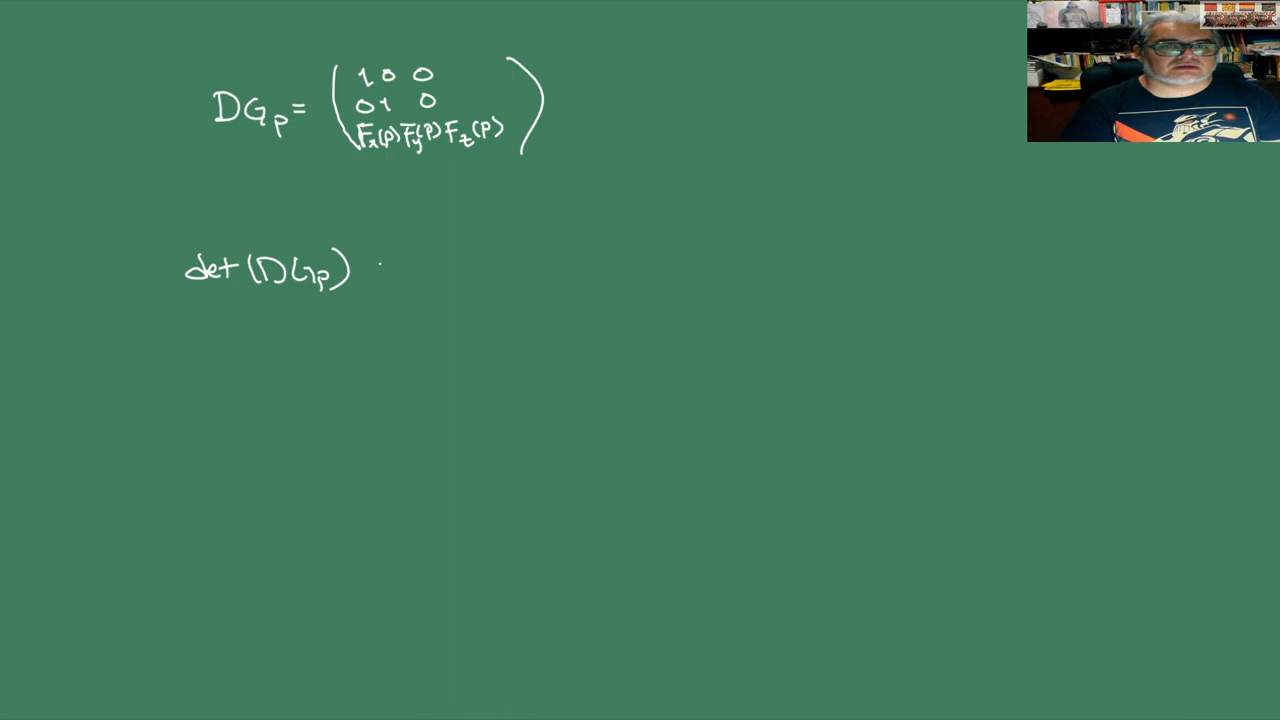 1 0 0
DG_p = ( 0 1 0 )
F_x(p) F_y(p) F_z(p)
det (DG_p)